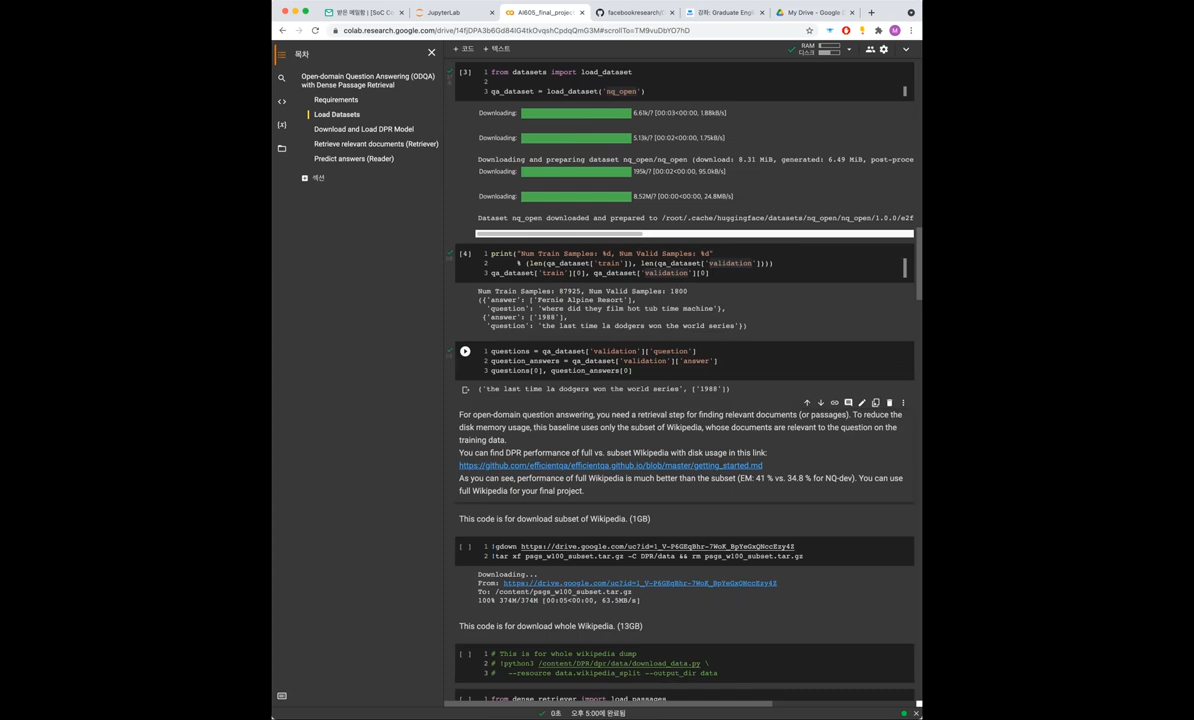 받은 메일함 | [SoC C
JupyterLab
AI605_final_projec
facebookresearch/D
강좌: Graduate Engl
My Drive - Google D
colab.research.google.com/drive/14fjDPA3b6Gd84IG4tkOvqshCpdqmQG3M#scrollTo=TM9vuDbYO7hD
목차
+ 코드 + 텍스트
RAM
디스크
Open-domain Question Answering (ODQA)
with Dense Passage Retrieval
Requirements
Load Datasets
Download and Load DPR Model
Retrieve relevant documents (Retriever)
Predict answers (Reader)
섹션
[3] 1 from datasets import load_dataset
2
3 qa_dataset = load_dataset('nq_open')
Downloading: 6.61k/? [00:03<00:00, 1.88kB/s]
Downloading: 5.13k/? [00:02<00:00, 1.75kB/s]
Downloading and preparing dataset nq_open/nq_open (download: 8.31 MiB, generated: 6.49 MiB, post-proce
Downloading: 195k/? [00:02<00:00, 95.0kB/s]
Downloading: 8.52M/? [00:00<00:00, 24.8MB/s]
Dataset nq_open downloaded and prepared to /root/.cache/huggingface/datasets/nq_open/nq_open/1.0.0/e2f
[4] 1 print("Num Train Samples: %d, Num Valid Samples: %d"
2 % (len(qa_dataset['train']), len(qa_dataset['validation'])))
3 qa_dataset['train'][0], qa_dataset['validation'][0]
Num Train Samples: 87925, Num Valid Samples: 1800
({'answer': ['Fernie Alpine Resort'],
'question': 'where did they film hot tub time machine'},
{'answer': ['1988'],
'question': 'the last time la dodgers won the world series'})
1 questions = qa_dataset['validation']['question']
2 question_answers = qa_dataset['validation']['answer']
3 questions[0], question_answers[0]
('the last time la dodgers won the world series', ['1988'])
For open-domain question answering, you need a retrieval step for finding relevant documents (or passages). To reduce the
disk memory usage, this baseline uses only the subset of Wikipedia, whose documents are relevant to the question on the
training data.
You can find DPR performance of full vs. subset Wikipedia with disk usage in this link:
https://github.com/efficientqa/efficientqa.github.io/blob/master/getting_started.md
As you can see, performance of full Wikipedia is much better than the subset (EM: 41 % vs. 34.8 % for NQ-dev). You can use
full Wikipedia for your final project.
This code is for download subset of Wikipedia. (1GB)
[ ] 1 !gdown https://drive.google.com/uc?id=1_V-P6GEqBhr-7WoK_BpYeGxQNccEzy4Z
2 !tar xf psgs_w100_subset.tar.gz -C DPR/data && rm psgs_w100_subset.tar.gz
Downloading...
From: https://drive.google.com/uc?id=1_V-P6GEqBhr-7WoK_BpYeGxQNccEzy4Z
To: /content/psgs_w100_subset.tar.gz
100% 374M/374M [00:05<00:00, 63.5MB/s]
This code is for download whole Wikipedia. (13GB)
[ ] 1 # This is for whole wikipedia dump
2 # !python3 /content/DPR/dpr/data/download_data.py \
3 # --resource data.wikipedia_split --output_dir data
[ ] 1 from dense_retriever import load_passages
0초 오후 5:00에 완료됨